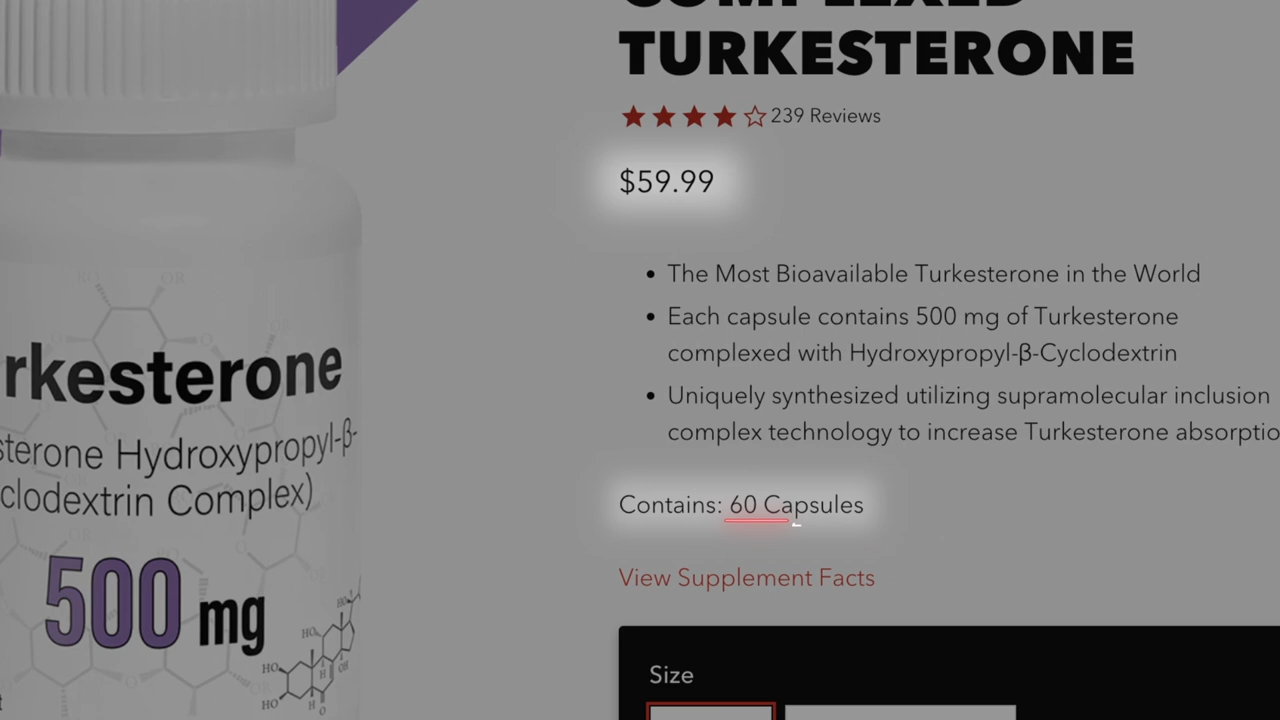 TURKESTERONE
239 Reviews
$59.99
The Most Bioavailable Turkesterone in the World
Each capsule contains 500 mg of Turkesterone
complexed with Hydroxypropyl-β-Cyclodextrin
Uniquely synthesized utilizing supramolecular inclusion
complex technology to increase Turkesterone absorptio
Contains: 60 Capsules
View Supplement Facts
Size
rkesterone
sterone Hydroxypropyl-β-
clodextrin Complex)
500 mg